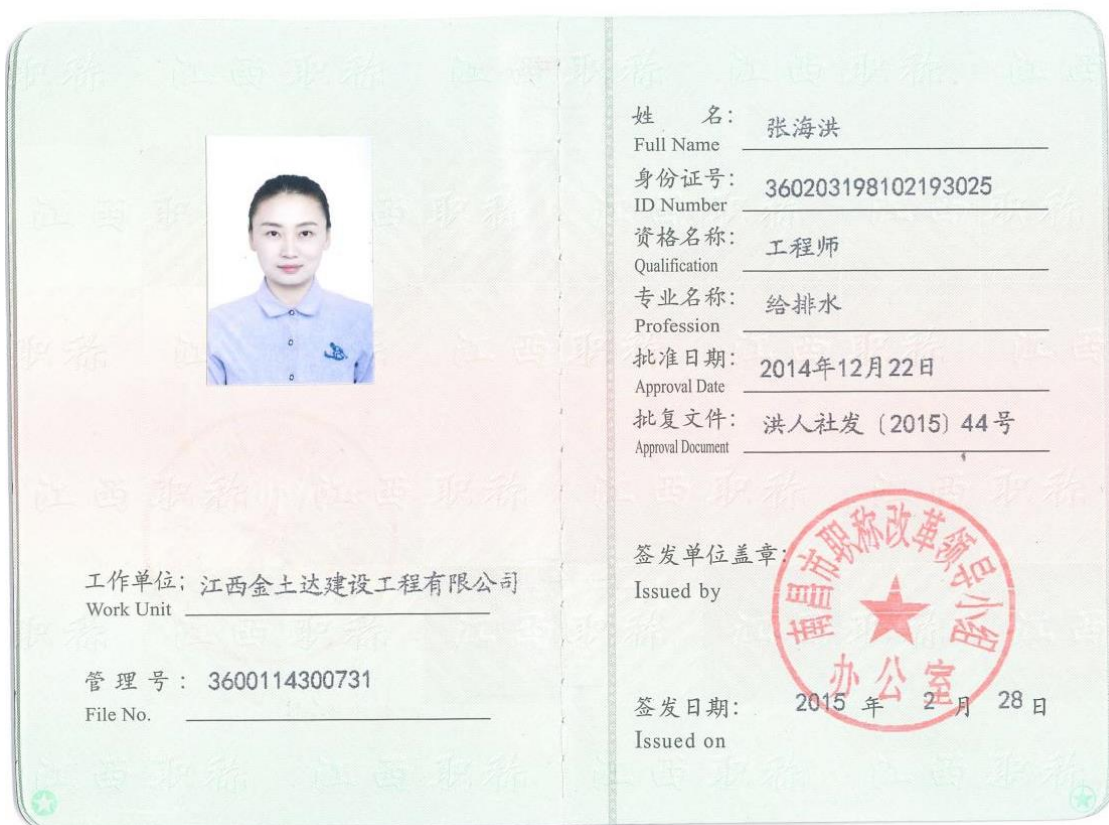 工作单位: 江西金土达建设工程有限公司
Work Unit
管理号: 3600114300731
File No.
姓 名: 张海洪
Full Name
身份证号: 360203198102193025
ID Number
资格名称: 工程师
Qualification
专业名称: 给排水
Profession
批准日期: 2014年12月22日
Approval Date
批复文件: 洪人社发〔2015〕44号
Approval Document
签发单位盖章:
Issued by
南昌市职称改革领导小组
办公室
签发日期: 2015 年 2 月 28 日
Issued on
江西职称